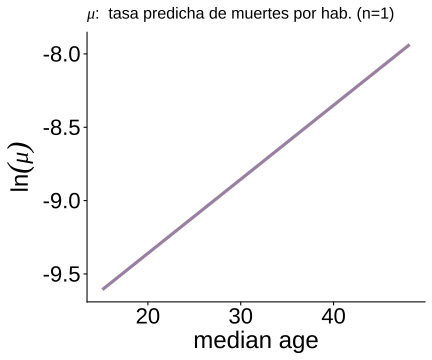 μ: tasa predicha de muertes por hab. (n=1)
-8.0
-8.5
-9.0
-9.5
ln(μ)
20 30 40
median age